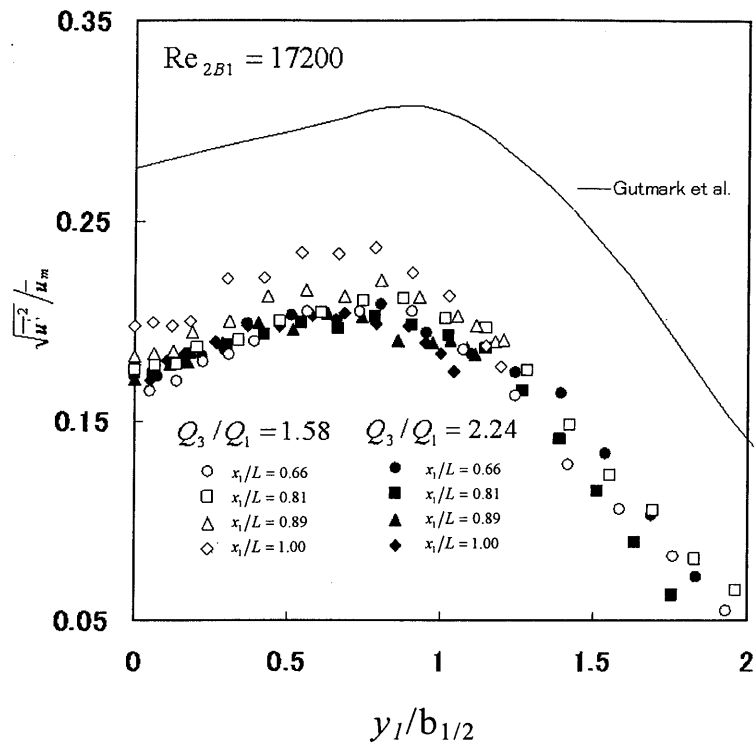 0.35
Re2B1 = 17200
Gutmark et al.
0.25
√u'² / ūm
0.15
Q3/Q1 = 1.58
x1/L = 0.66
x1/L = 0.81
x1/L = 0.89
x1/L = 1.00
Q3/Q1 = 2.24
x1/L = 0.66
x1/L = 0.81
x1/L = 0.89
x1/L = 1.00
0.05
0 0.5 1 1.5 2
y1/b1/2